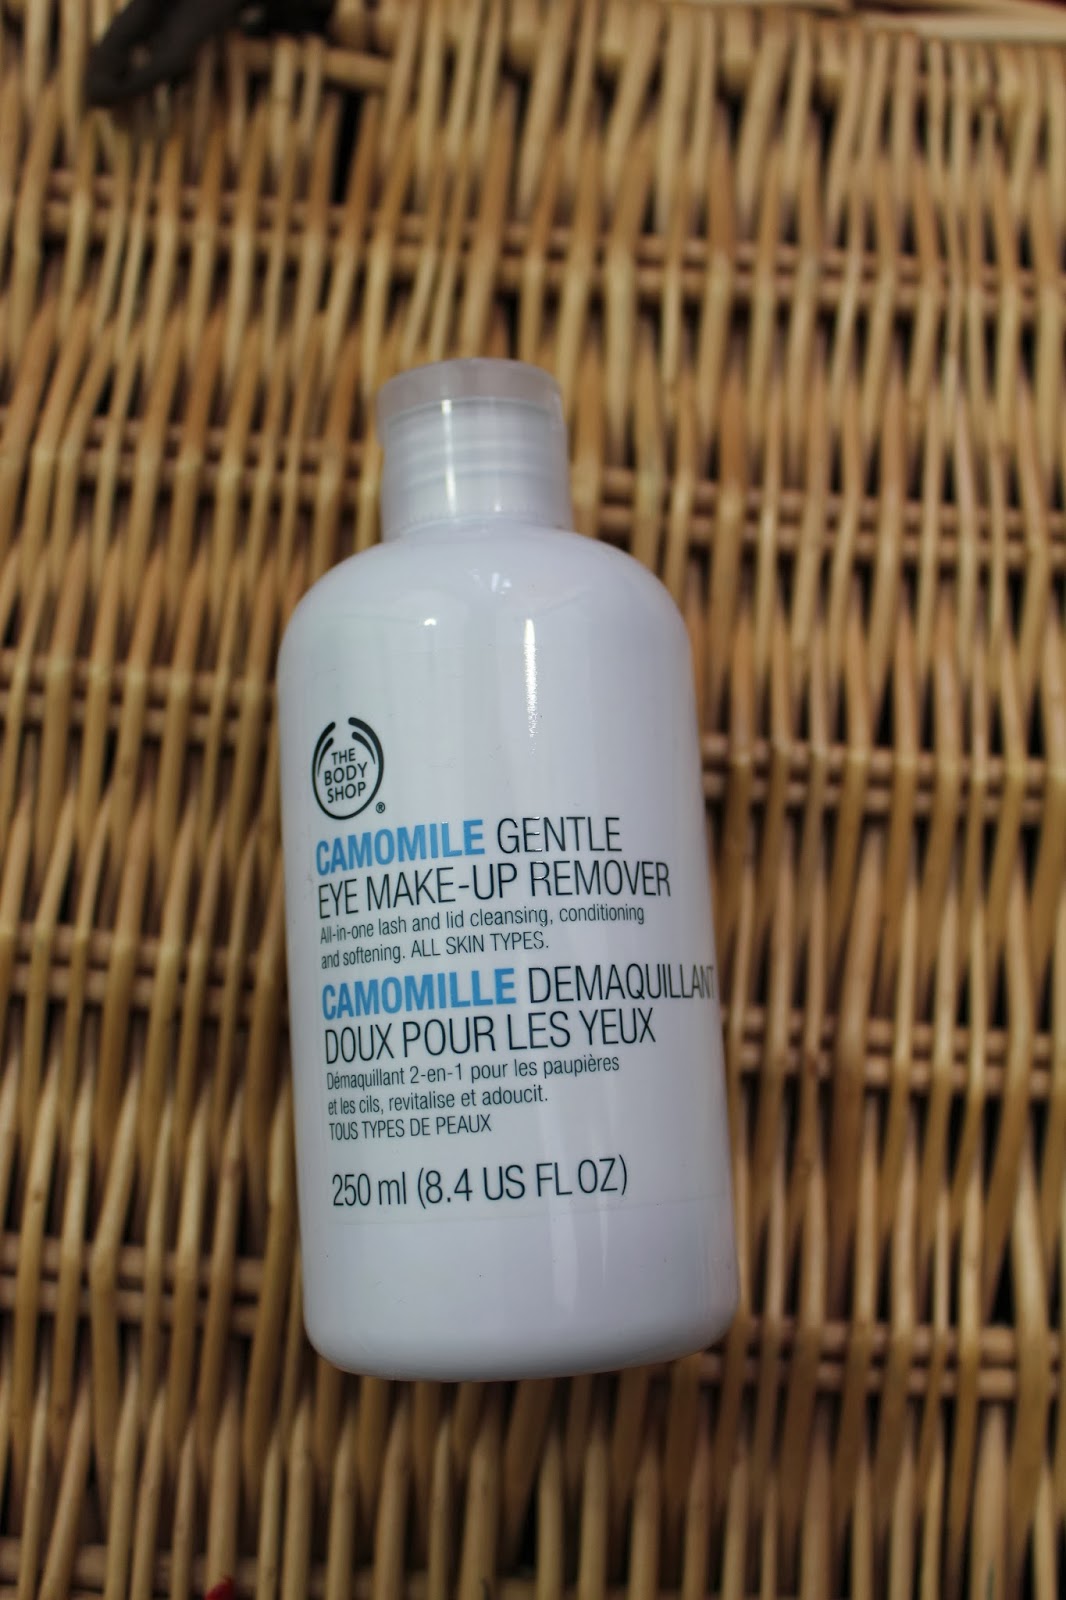 THE
BODY
SHOP
®
CAMOMILE GENTLE
EYE MAKE-UP REMOVER
All-in-one lash and lid cleansing, conditioning
and softening. ALL SKIN TYPES.
CAMOMILLE DEMAQUILLANT
DOUX POUR LES YEUX
Démaquillant 2-en-1 pour les paupières
et les cils, revitalise et adoucit.
TOUS TYPES DE PEAUX
250 ml (8.4 US FL OZ)